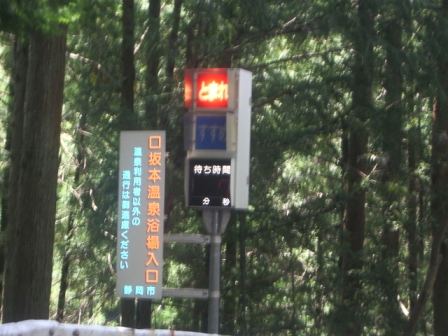 口坂本温泉浴場入口
温泉利用者以外の
通行は御遠慮ください
静岡市
とまれ
すすめ
待ち時間
分 秒